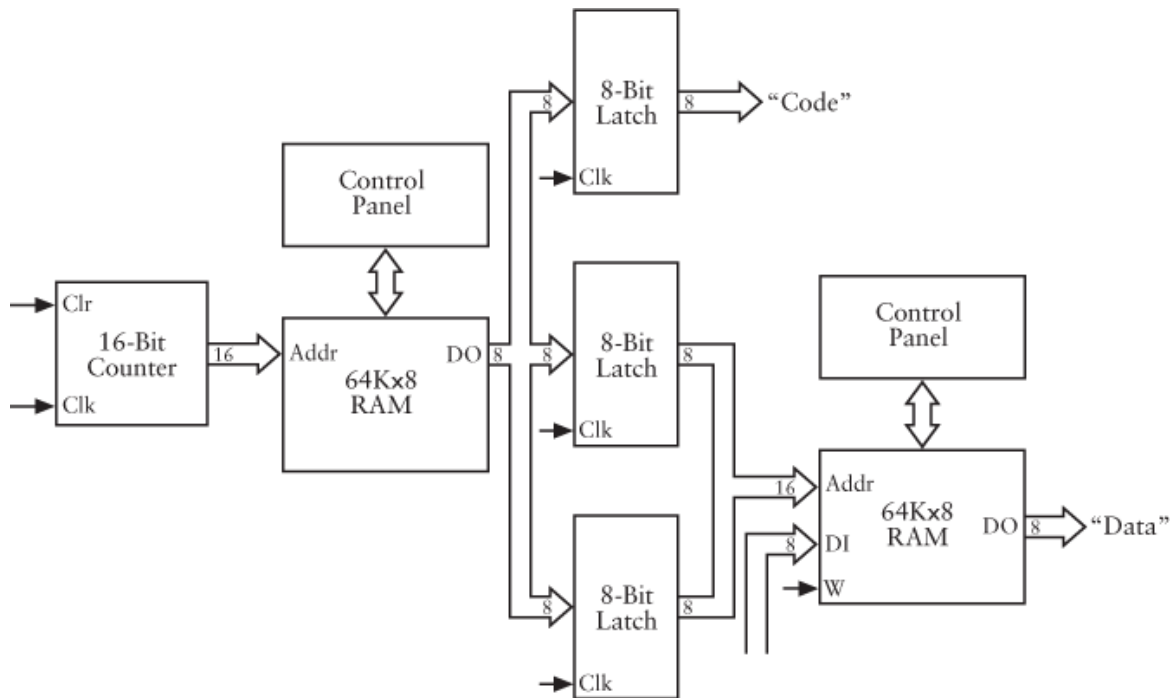 8-Bit
Latch
8
8
“Code”
Clk
Control
Panel
Clr
16-Bit
Counter
Clk
16
Addr
DO
64Kx8
RAM
8
8
8-Bit
Latch
8
Clk
Control
Panel
16
Addr
64Kx8
RAM
DO
8
“Data”
8
DI
W
8
8-Bit
Latch
8
Clk